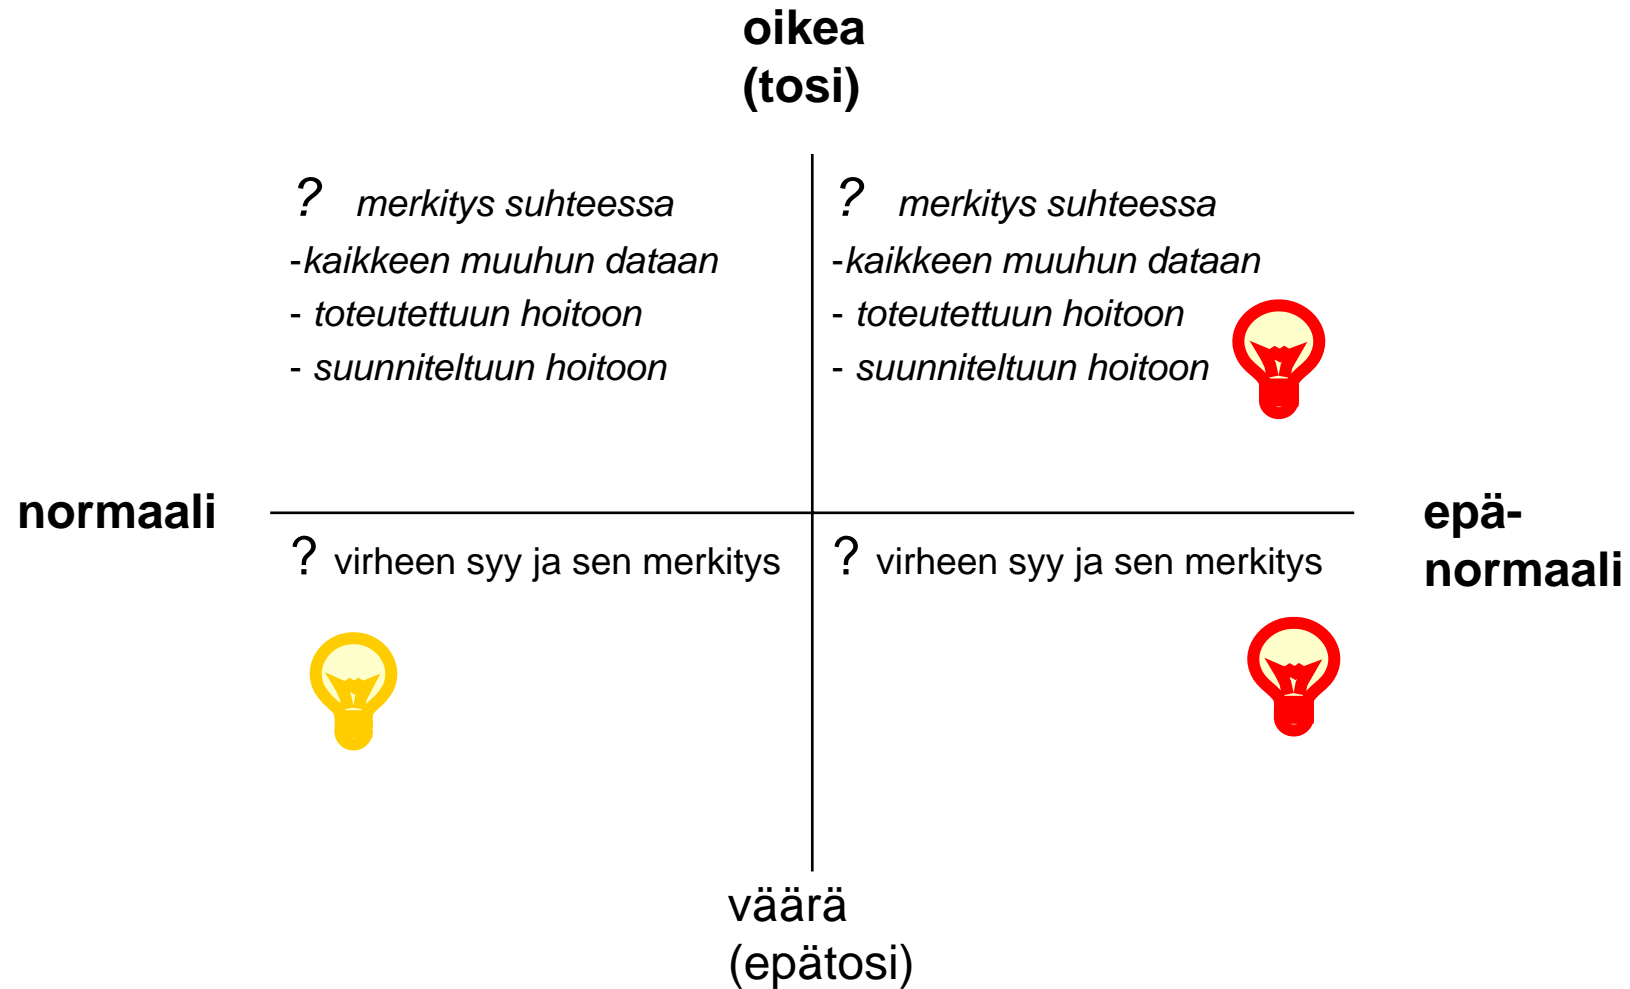 oikea
(tosi)
? merkitys suhteessa
-kaikkeen muuhun dataan
- toteutettuun hoitoon
- suunniteltuun hoitoon
? merkitys suhteessa
-kaikkeen muuhun dataan
- toteutettuun hoitoon
- suunniteltuun hoitoon
normaali
epä-
normaali
? virheen syy ja sen merkitys
? virheen syy ja sen merkitys
väärä
(epätosi)